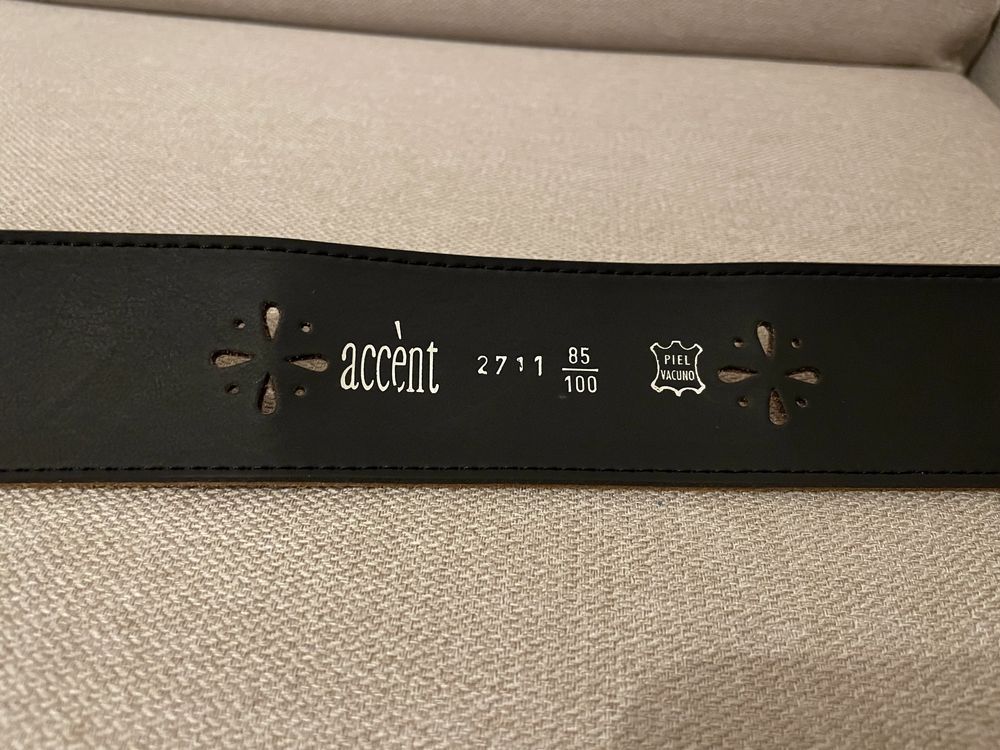 accènt 2711 85
100
PIEL
VACUNO